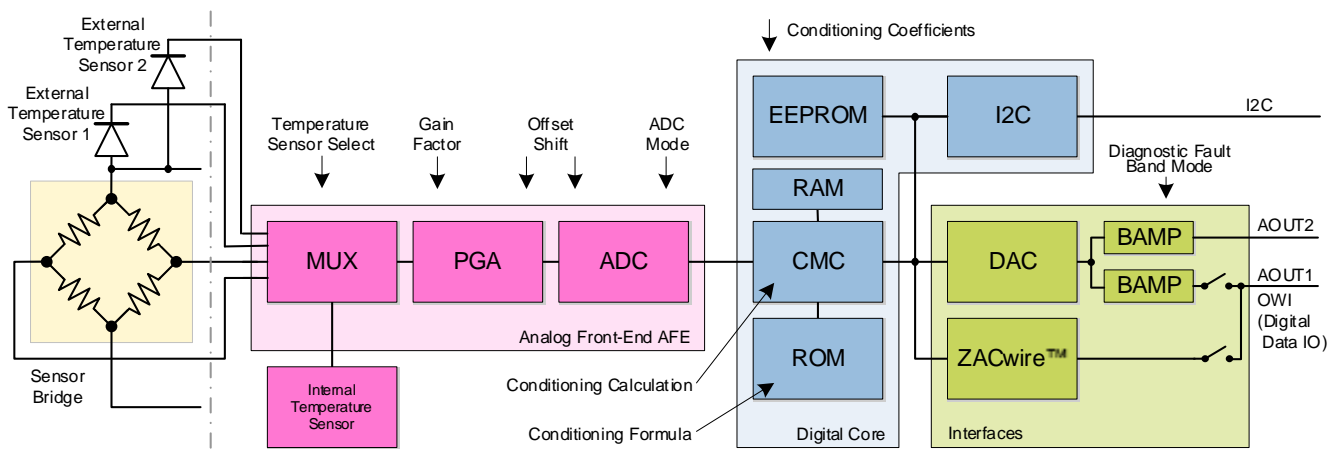 External
Temperature
Sensor 2
External
Temperature
Sensor 1
Sensor
Bridge
Temperature
Sensor Select
Gain
Factor
Offset
Shift
ADC
Mode
MUX
PGA
ADC
Analog Front-End AFE
Internal
Temperature
Sensor
Conditioning Coefficients
EEPROM
I2C
RAM
CMC
ROM
Conditioning Calculation
Conditioning Formula
Digital Core
I2C
Diagnostic Fault
Band Mode
DAC
BAMP
BAMP
ZACwire™
Interfaces
AOUT2
AOUT1
OWI
(Digital
Data IO)